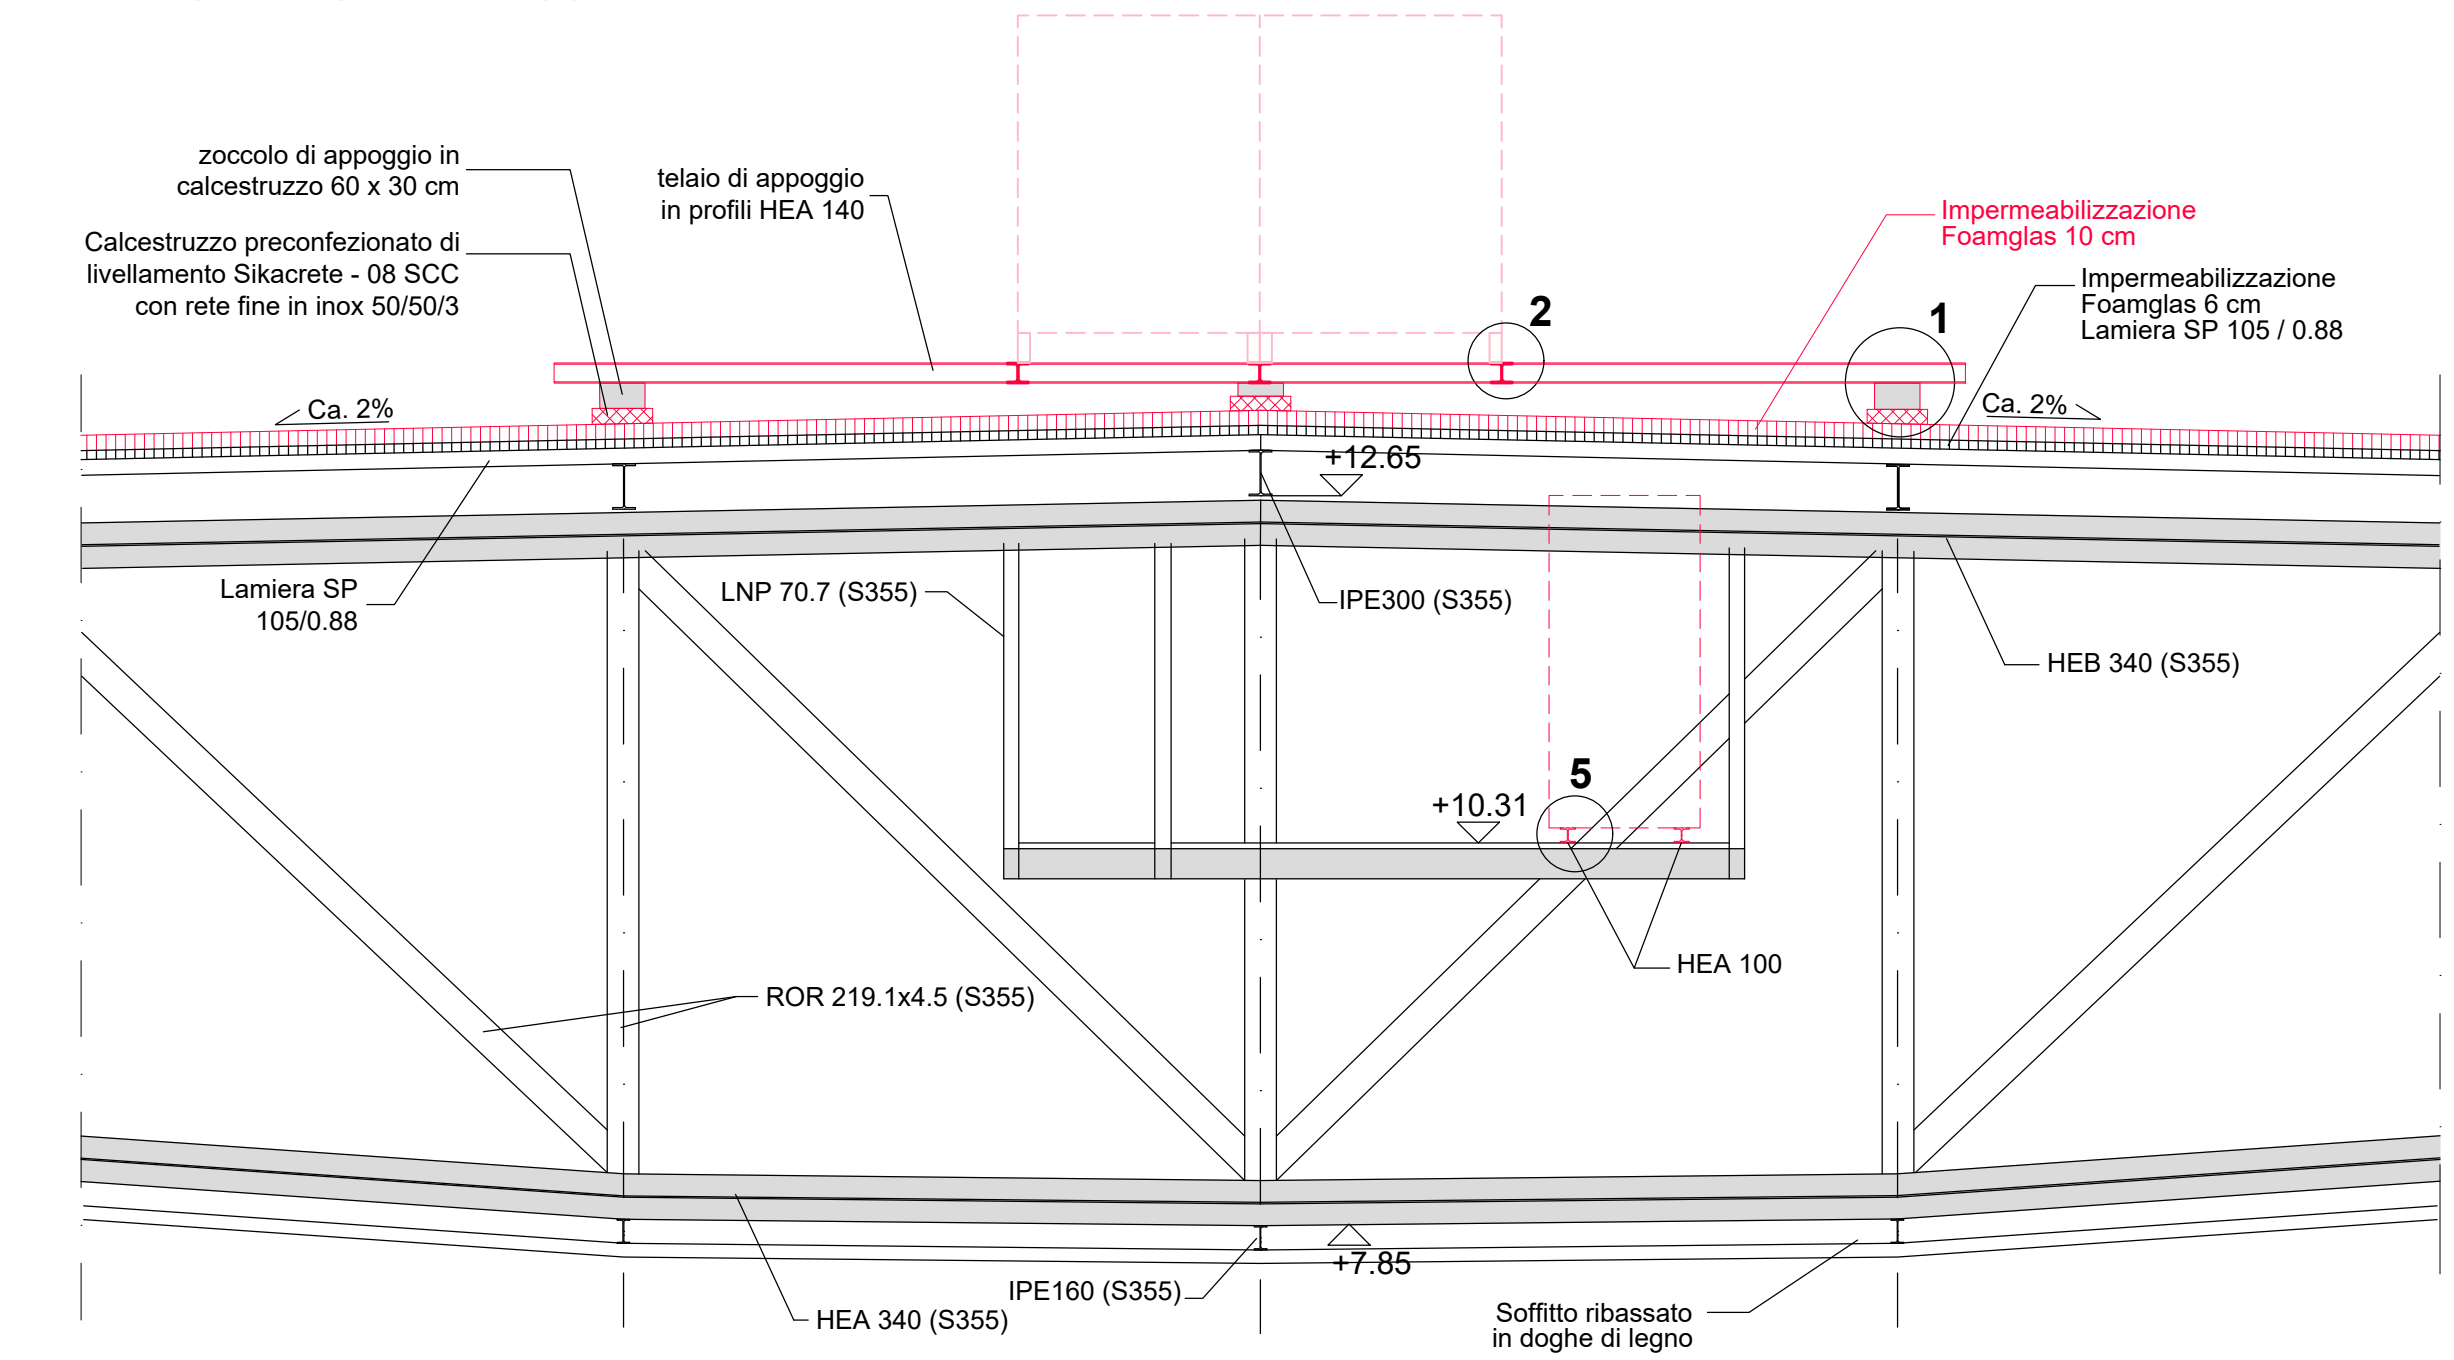 zoccolo di appoggio in
calcestruzzo 60 x 30 cm
telaio di appoggio
in profili HEA 140
Calcestruzzo preconfezionato di
livellamento Sikacrete - 08 SCC
con rete fine in inox 50/50/3
Impermeabilizzazione
Foamglas 10 cm
Impermeabilizzazione
Foamglas 6 cm
Lamiera SP 105 / 0.88
2
1
Ca. 2%
Ca. 2%
+12.65
Lamiera SP
105/0.88
LNP 70.7 (S355)
IPE300 (S355)
HEB 340 (S355)
5
+10.31
HEA 100
ROR 219.1x4.5 (S355)
+7.85
IPE160 (S355)
HEA 340 (S355)
Soffitto ribassato
in doghe di legno